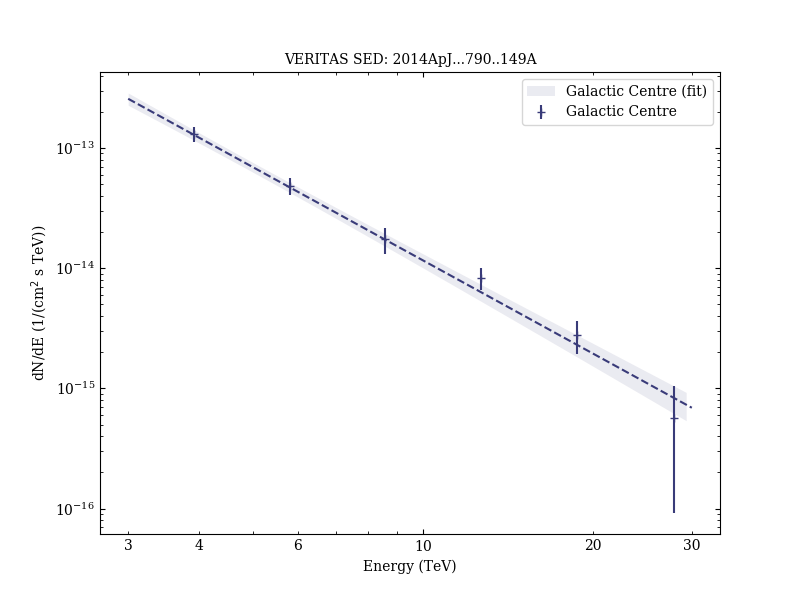 VERITAS SED: 2014ApJ...790..149A
Galactic Centre (fit)
Galactic Centre
10⁻¹³
10⁻¹⁴
10⁻¹⁵
10⁻¹⁶
dN/dE (1/(cm² s TeV))
3 4 6 10 20 30
Energy (TeV)